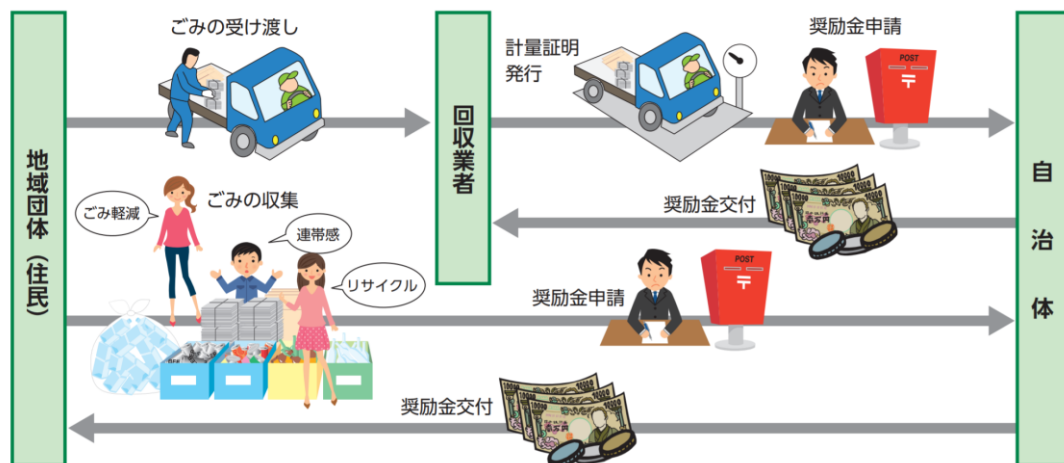 ごみの受け渡し
計量証明
発行
奨励金申請
POST
〒
地域団体（住民）
回収業者
自治体
ごみの収集
ごみ軽減
連帯感
リサイクル
奨励金交付
10000
奨励金申請
POST
〒
奨励金交付
10000